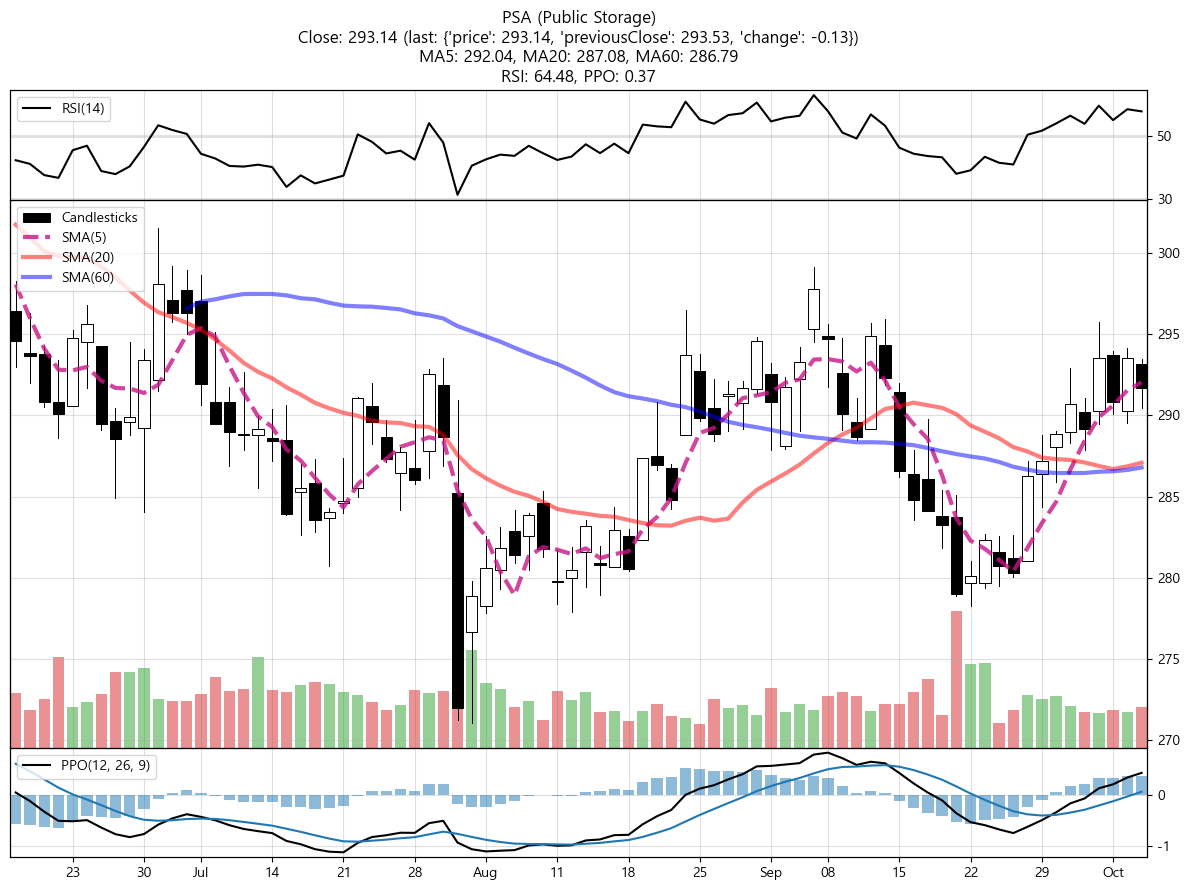 PSA (Public Storage)
Close: 293.14 (last: {'price': 293.14, 'previousClose': 293.53, 'change': -0.13})
MA5: 292.04, MA20: 287.08, MA60: 286.79
RSI: 64.48, PPO: 0.37
RSI(14)
50
30
Candlesticks
SMA(5)
SMA(20)
SMA(60)
300
295
290
285
280
275
270
PPO(12, 26, 9)
0
-1
23 30 Jul 14 21 28 Aug 11 18 25 Sep 08 15 22 29 Oct